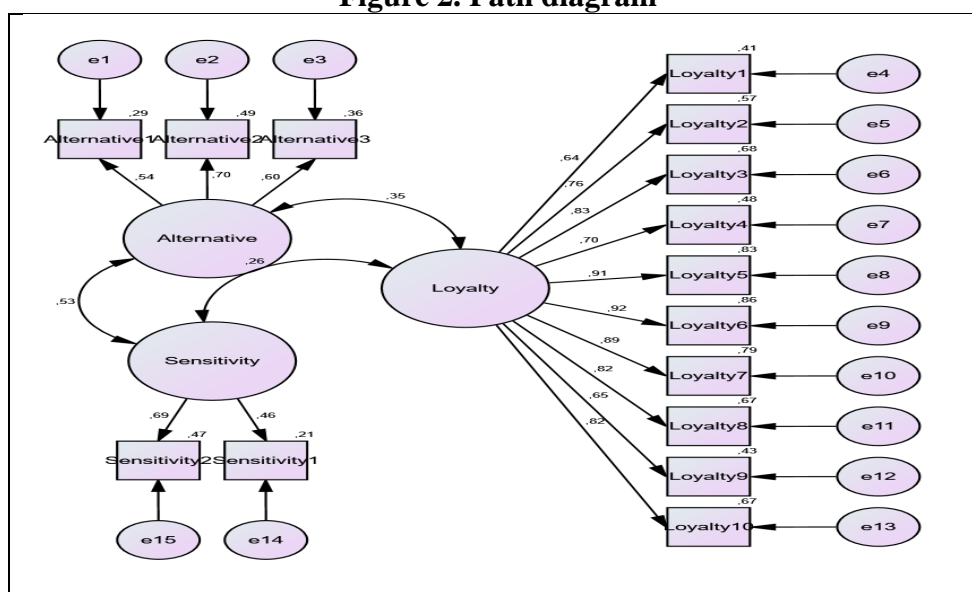 Figure 2. Path diagram
e1 e2 e3
,29 ,49 ,36
Alternative1 Alternative2 Alternative3
,54 ,70 ,60
Alternative
,35
,26
,53
Loyalty
Sensitivity
,69 ,46
,47 ,21
Sensitivity2 Sensitivity1
e15 e14
,64
,76
,83
,70
,91
,92
,89
,82
,65
,82
,41
Loyalty1 e4
,57
Loyalty2 e5
,68
Loyalty3 e6
,48
Loyalty4 e7
,83
Loyalty5 e8
,86
Loyalty6 e9
,79
Loyalty7 e10
,67
Loyalty8 e11
,43
Loyalty9 e12
,67
Loyalty10 e13